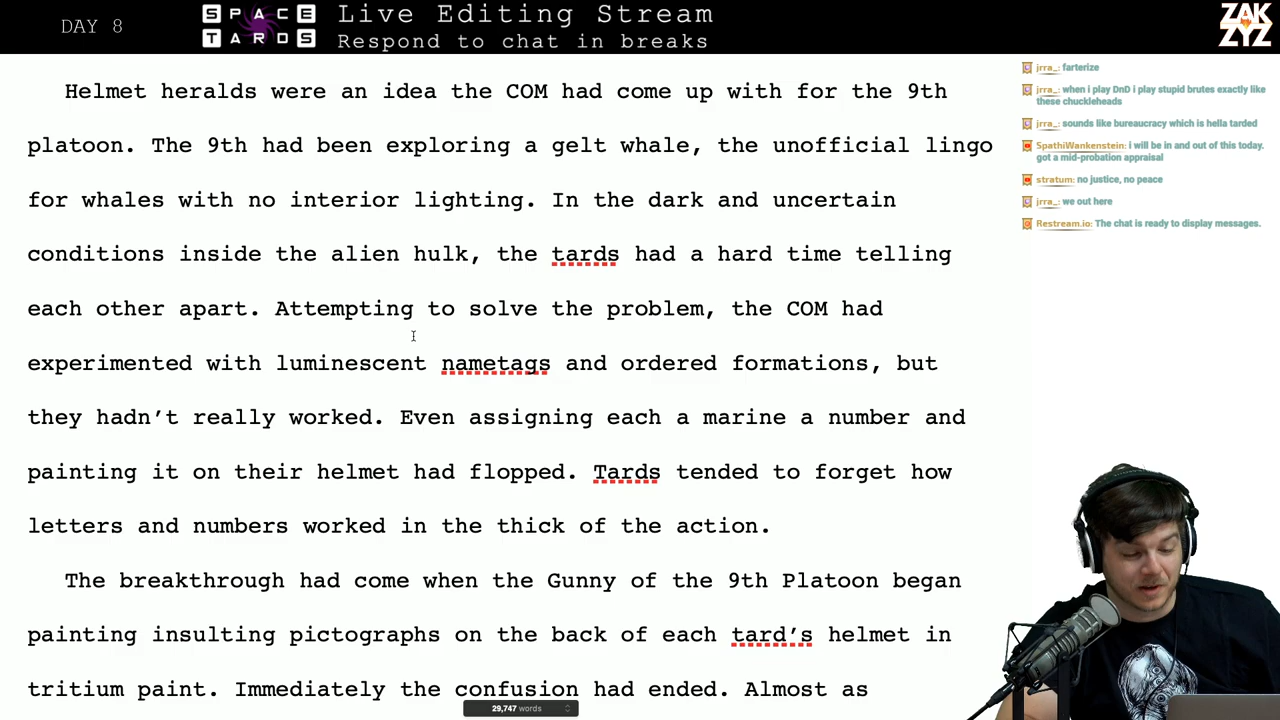 DAY 8
SPACE
TARDS
Live Editing Stream
Respond to chat in breaks
ZAK
ZYZ
Helmet heralds were an idea the COM had come up with for the 9th
platoon. The 9th had been exploring a gelt whale, the unofficial lingo
for whales with no interior lighting. In the dark and uncertain
conditions inside the alien hulk, the tards had a hard time telling
each other apart. Attempting to solve the problem, the COM had
experimented with luminescent nametags and ordered formations, but
they hadn’t really worked. Even assigning each a marine a number and
painting it on their helmet had flopped. Tards tended to forget how
letters and numbers worked in the thick of the action.
The breakthrough had come when the Gunny of the 9th Platoon began
painting insulting pictographs on the back of each tard’s helmet in
tritium paint. Immediately the confusion had ended. Almost as
29,747 words
jrra_: farterize
jrra_: when i play DnD i play stupid brutes exactly like
these chuckleheads
jrra_: sounds like bureaucracy which is hella tarded
SpathiWankenstein: i will be in and out of this today.
got a mid-probation appraisal
stratum: no justice, no peace
jrra_: we out here
Restream.io: The chat is ready to display messages.